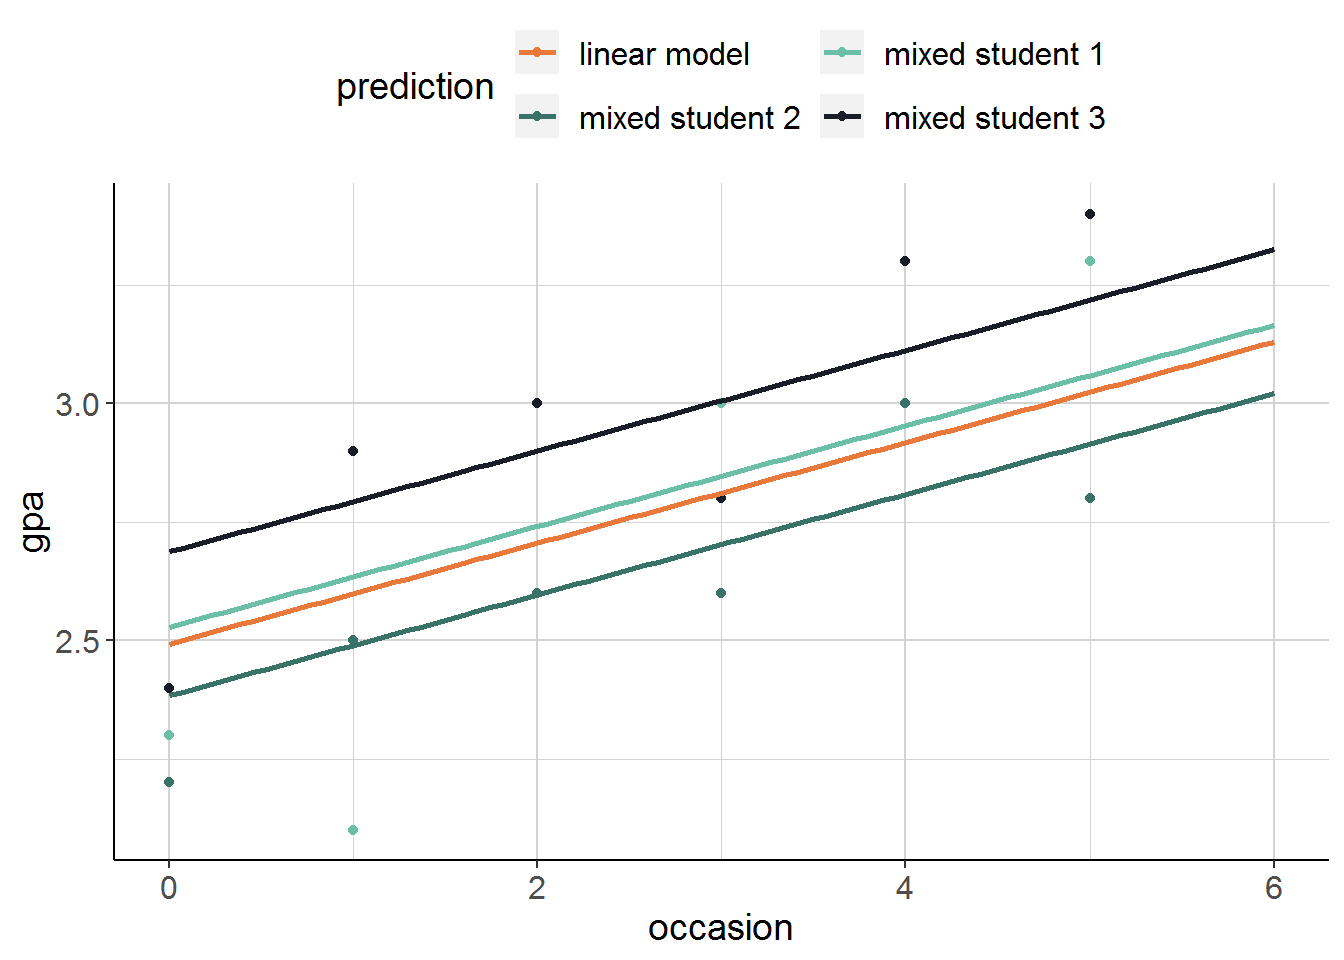 prediction
linear model
mixed student 1
mixed student 2
mixed student 3
gpa
3.0
2.5
0
2
4
6
occasion